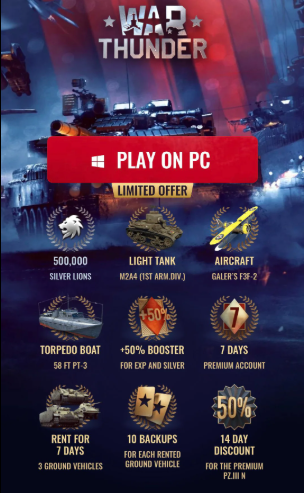 WAR
THUNDER
PLAY ON PC
LIMITED OFFER
500,000
SILVER LIONS
LIGHT TANK
M2A4 (1ST ARM.DIV.)
AIRCRAFT
GALER'S F3F-2
TORPEDO BOAT
58 FT PT-3
+50%
+50% BOOSTER
FOR EXP AND SILVER
7
7 DAYS
PREMIUM ACCOUNT
RENT FOR
7 DAYS
3 GROUND VEHICLES
10 BACKUPS
FOR EACH RENTED
GROUND VEHICLE
50%
14 DAY
DISCOUNT
FOR THE PREMIUM
PZ.III N